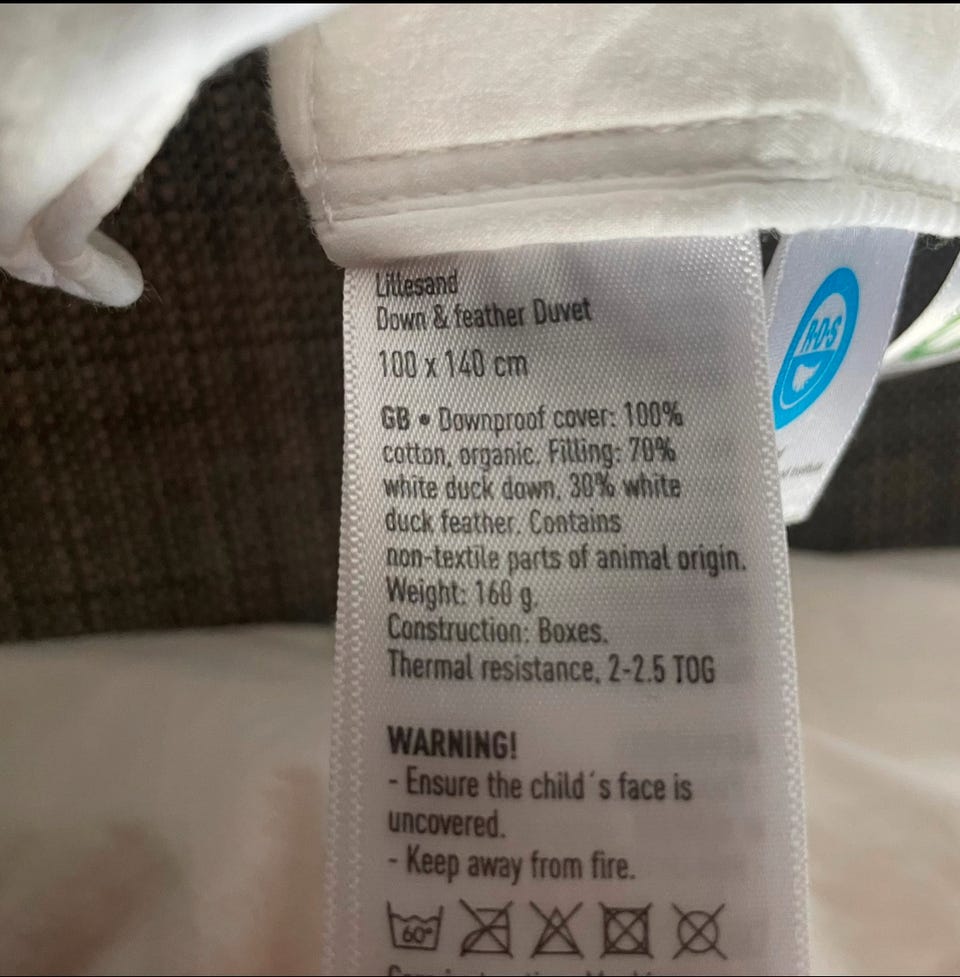 Lillesand
Down & feather Duvet
100 x 140 cm
GB • Downproof cover: 100%
cotton, organic. Filling: 70%
white duck down, 30% white
duck feather. Contains
non-textile parts of animal origin.
Weight: 160 g.
Construction: Boxes.
Thermal resistance, 2-2.5 TOG
WARNING!
- Ensure the child´s face is
uncovered.
- Keep away from fire.
60°
R·D·S